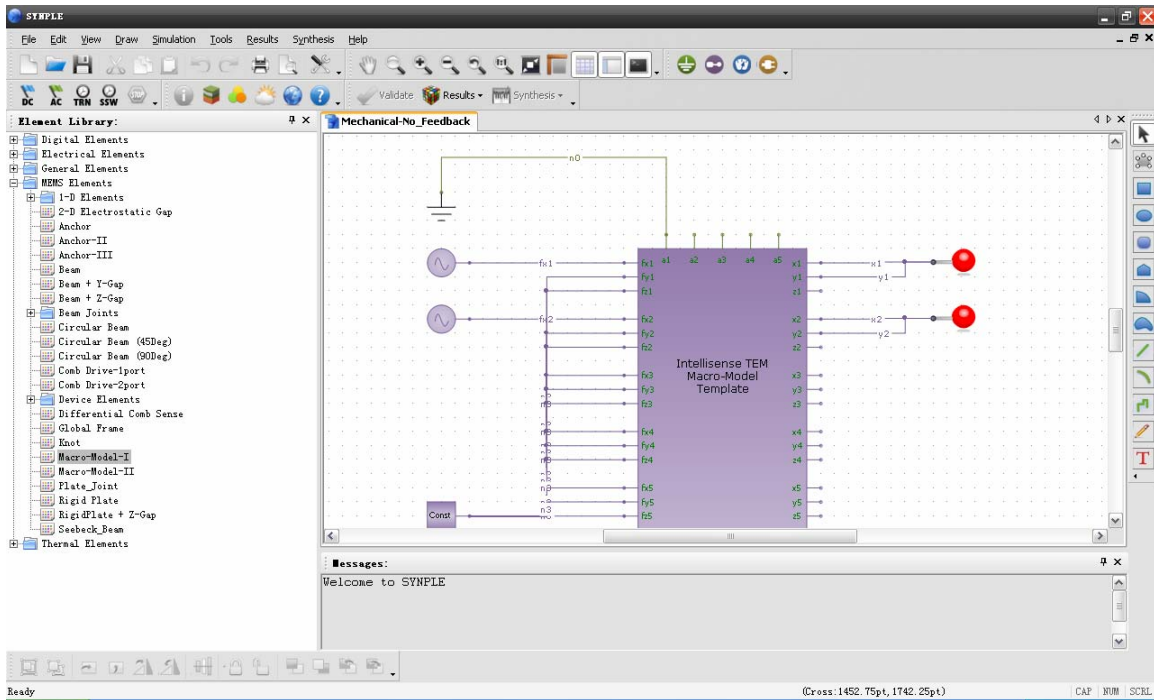 SYNPLE
File Edit View Draw Simulation Tools Results Synthesis Help
DC AC TRN SSW Validate Results Synthesis
Element Library:
Digital Elements
Electrical Elements
General Elements
MEMS Elements
1-D Elements
2-D Electrostatic Gap
Anchor
Anchor-II
Anchor-III
Beam
Beam + Y-Gap
Beam + Z-Gap
Beam Joints
Circular Beam
Circular Beam (45Deg)
Circular Beam (90Deg)
Comb Drive-1port
Comb Drive-2port
Device Elements
Differential Comb Sense
Global Frame
Knot
Macro-Model-I
Macro-Model-II
Plate_Joint
Rigid Plate
RigidPlate + Z-Gap
Seebeck_Beam
Thermal Elements
Mechanical-No_Feedback
n0
a1 a2 a3 a4 a5
fx1 fx1 x1 x1
fy1 y1 y1
fz1 z1
fx2 fx2 x2 x2
fy2 y2 y2
fz2 z2
Intellisense TEM
Macro-Model
Template
fx3 x3
fy3 y3
fz3 z3
fx4 x4
fy4 y4
fz4 z4
fx5 x5
fy5 y5
Const n3 fz5 z5
Messages:
Welcome to SYNPLE
Ready (Cross:1452.75pt,1742.25pt) CAP NUM SCRL